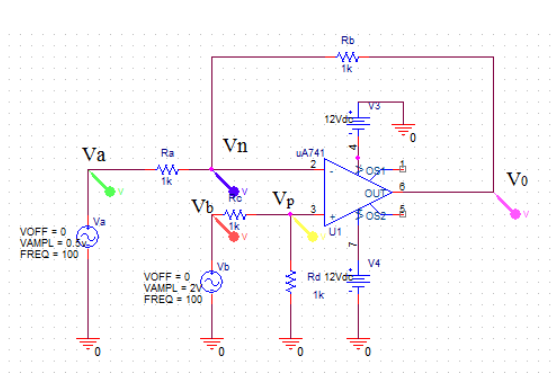 Rb
1k
V3
12Vdc
0
4
uA741
Va
Ra
1k
Vn
2
-
OS1
1
OUT
6
V0
V
Vb
Rc
1k
Vp
3
+
OS2
5
U1
V
V
V
V
Va
VOFF = 0
VAMPL = 0.5v
FREQ = 100
7
V4
Vb
VOFF = 0
VAMPL = 2V
FREQ = 100
Rd
1k
12Vdc
0
0
0
0